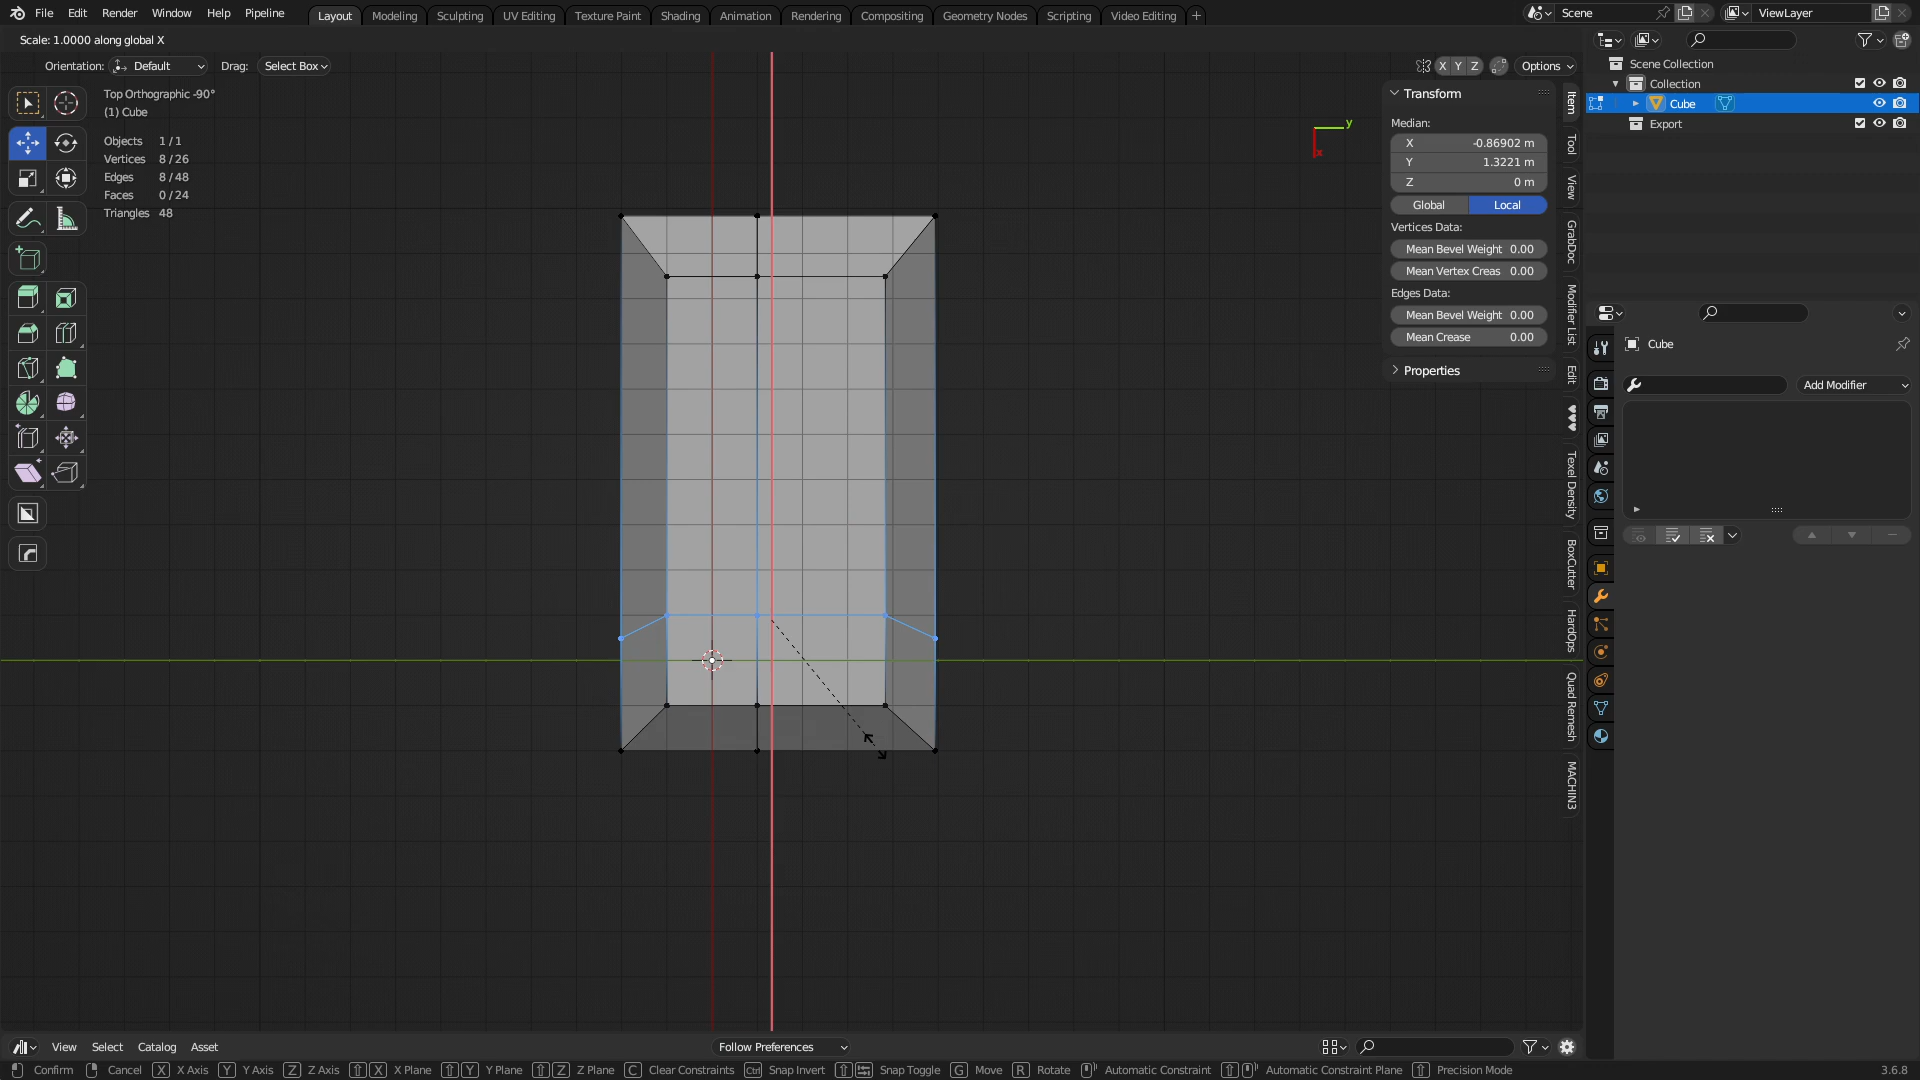 File Edit Render Window Help Pipeline Layout Modeling Sculpting UV Editing Texture Paint Shading Animation Rendering Compositing Geometry Nodes Scripting Video Editing + Scene ViewLayer
Scale: 1.0000 along global X
Orientation: Default Drag: Select Box X Y Z Options
Scene Collection
Collection
Cube
Export
Top Orthographic -90°
(1) Cube
Objects 1 / 1
Vertices 8 / 26
Edges 8 / 48
Faces 0 / 24
Triangles 48
y
x
Transform
Median:
X -0.86902 m
Y 1.3221 m
Z 0 m
Global Local
Vertices Data:
Mean Bevel Weight 0.00
Mean Vertex Creas 0.00
Edges Data:
Mean Bevel Weight 0.00
Mean Crease 0.00
Properties
Item
Tool
View
GrabDoc
Modifier List
Edit
♥♥♥
Texel Density
BoxCutter
HardOps
Quad Remesh
MACHIN3
Cube
Add Modifier
View Select Catalog Asset Follow Preferences
Confirm Cancel X X Axis Y Y Axis Z Z Axis X X Plane Y Y Plane Z Z Plane C Clear Constraints Ctrl Snap Invert Snap Toggle G Move R Rotate Automatic Constraint Automatic Constraint Plane Precision Mode 3.6.8